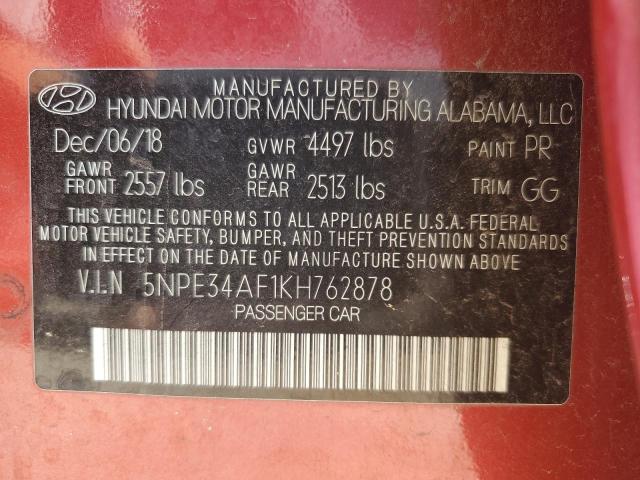 MANUFACTURED BY
HYUNDAI MOTOR MANUFACTURING ALABAMA, LLC
Dec/06/18 GVWR 4497 lbs PAINT PR
GAWR FRONT 2557 lbs GAWR REAR 2513 lbs TRIM GG
THIS VEHICLE CONFORMS TO ALL APPLICABLE U.S.A. FEDERAL
MOTOR VEHICLE SAFETY, BUMPER, AND THEFT PREVENTION STANDARDS
IN EFFECT ON THE DATE OF MANUFACTURE SHOWN ABOVE.
V.I.N 5NPE34AF1KH762878
PASSENGER CAR